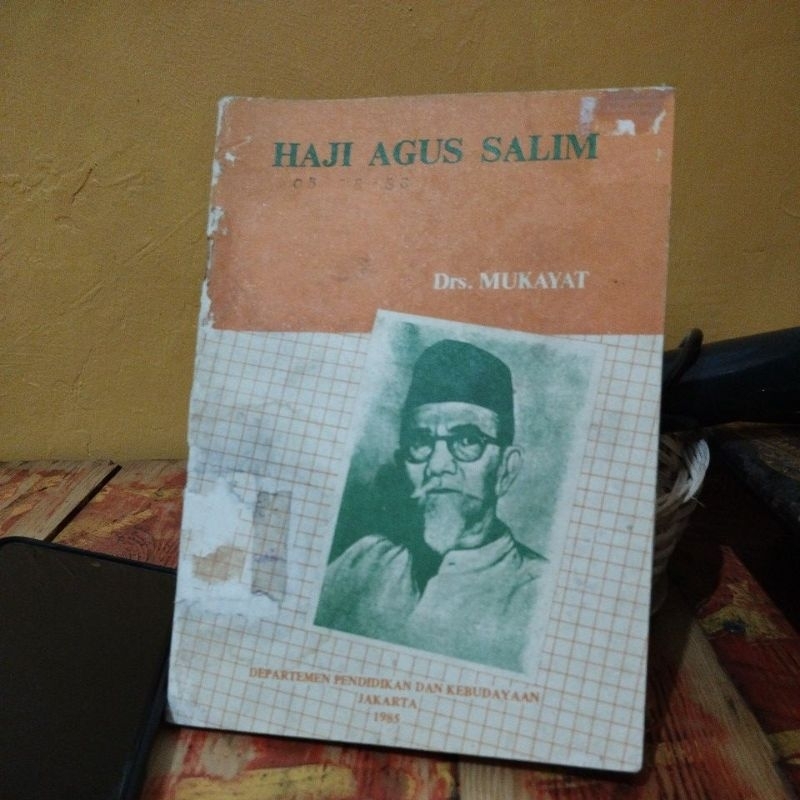 HAJI AGUS SALIM
Drs. MUKAYAT
DEPARTEMEN PENDIDIKAN DAN KEBUDAYAAN
JAKARTA
1985